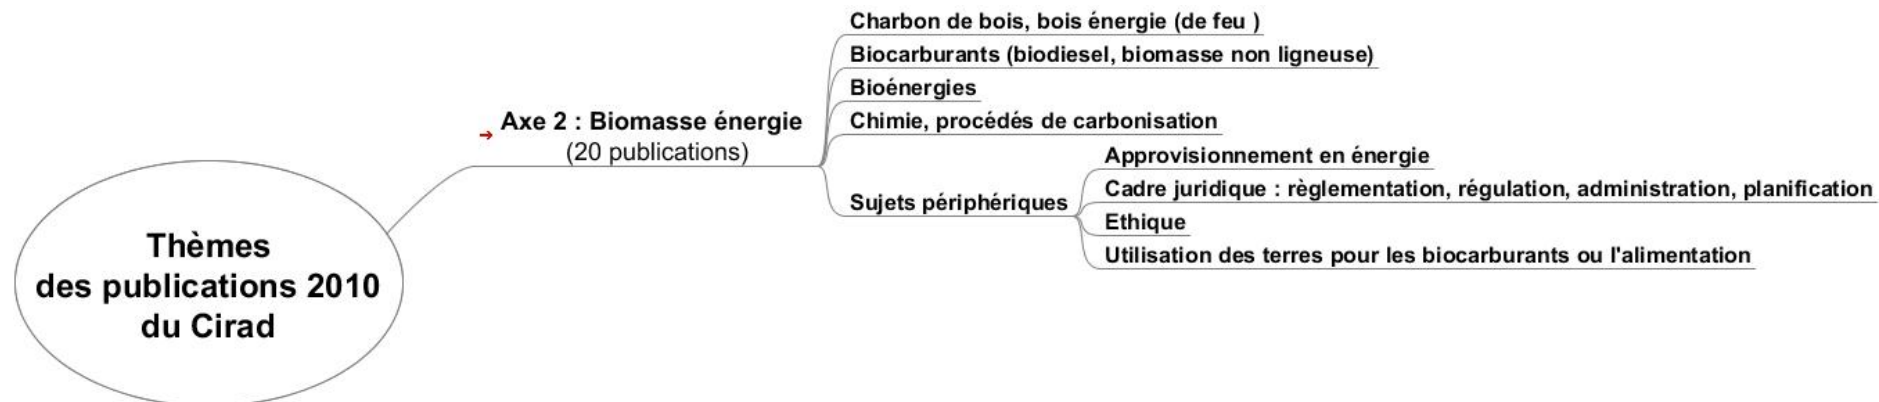 Thèmes
des publications 2010
du Cirad
Axe 2 : Biomasse énergie
(20 publications)
Charbon de bois, bois énergie (de feu )
Biocarburants (biodiesel, biomasse non ligneuse)
Bioénergies
Chimie, procédés de carbonisation
Sujets périphériques
Approvisionnement en énergie
Cadre juridique : règlementation, régulation, administration, planification
Ethique
Utilisation des terres pour les biocarburants ou l'alimentation